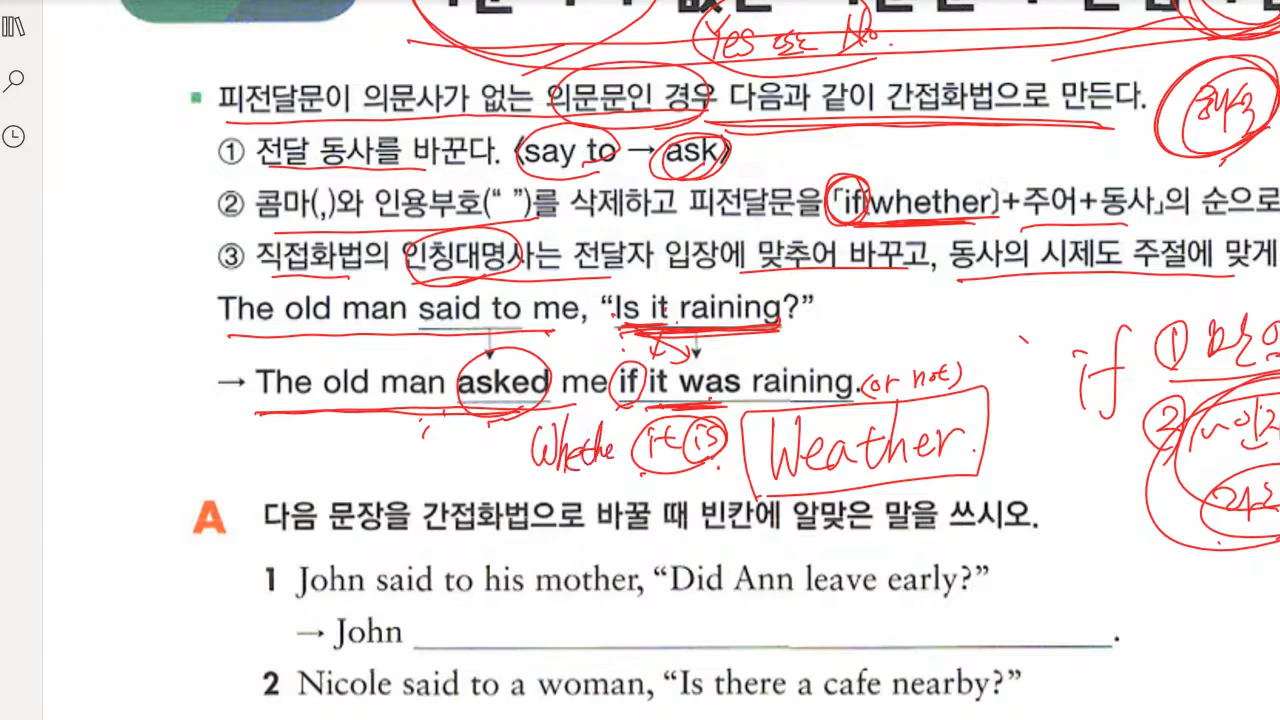 Yes 또는 No.
피전달문이 의문사가 없는 의문문인 경우 다음과 같이 간접화법으로 만든다.
① 전달 동사를 바꾼다. (say to → ask)
② 콤마(,)와 인용부호(“ ”)를 삭제하고 피전달문을 「if(whether)+주어+동사」의 순으로
③ 직접화법의 인칭대명사는 전달자 입장에 맞추어 바꾸고, 동사의 시제도 주절에 맞게
The old man said to me, “Is it raining?”
→ The old man asked me if it was raining. (or not)
if ①
Whethe it is Weather.
②
A 다음 문장을 간접화법으로 바꿀 때 빈칸에 알맞은 말을 쓰시오.
1 John said to his mother, “Did Ann leave early?”
→ John .
2 Nicole said to a woman, “Is there a cafe nearby?”